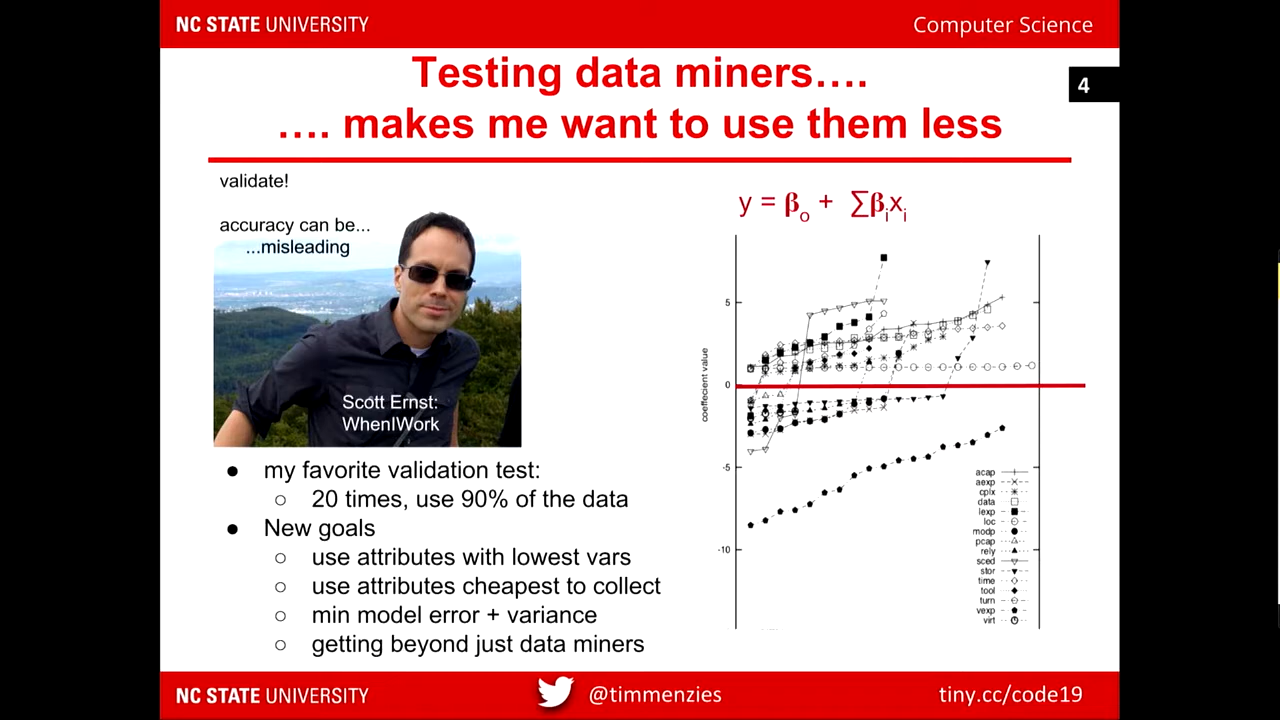 NC STATE UNIVERSITY
Computer Science
Testing data miners....
4
.... makes me want to use them less
validate!
accuracy can be...
...misleading
Scott Ernst:
WhenIWork
● my favorite validation test:
○ 20 times, use 90% of the data
● New goals
○ use attributes with lowest vars
○ use attributes cheapest to collect
○ min model error + variance
○ getting beyond just data miners
y = βo + ∑βixi
coeffecient value
5
0
-5
-10
acap
aexp
cplx
data
lexp
loc
modp
pcap
rely
sced
stor
time
tool
turn
vexp
virt
NC STATE UNIVERSITY
@timmenzies
tiny.cc/code19